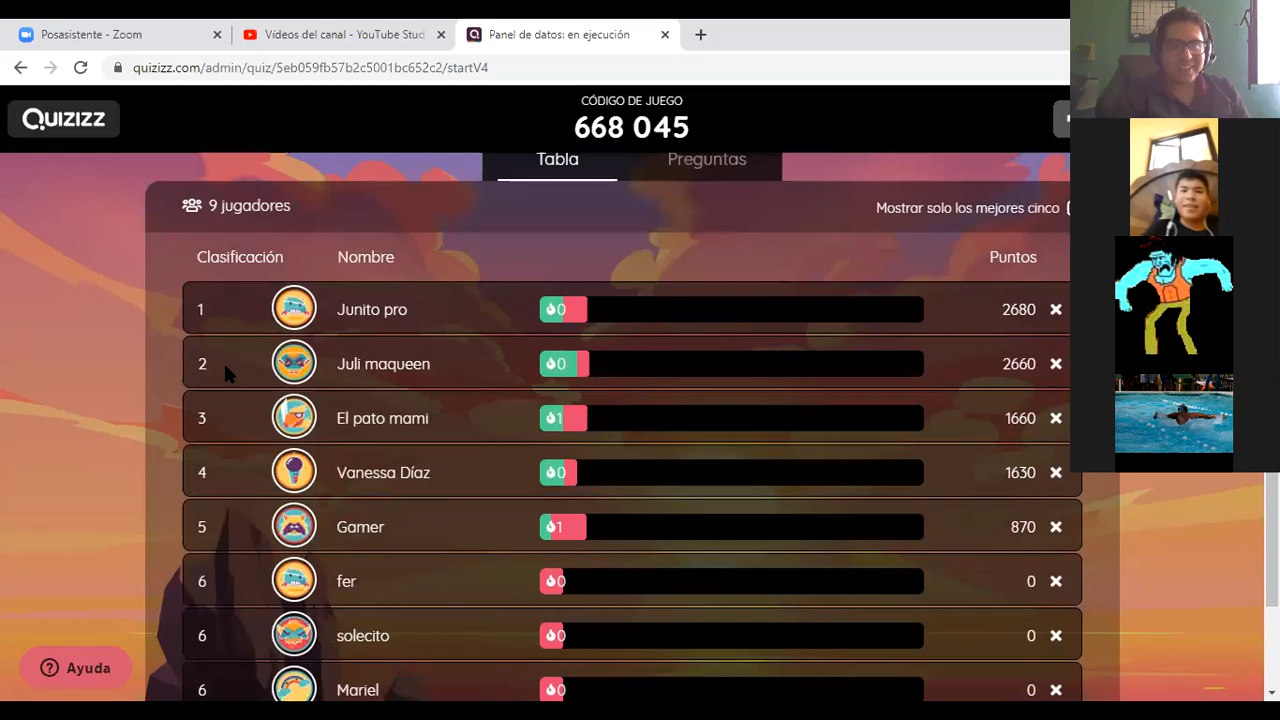 Posasistente - Zoom
Vídeos del canal - YouTube Stud
Panel de datos: en ejecución
quizizz.com/admin/quiz/5eb059fb57b2c5001bc652c2/startV4
QUIZIZZ
CÓDIGO DE JUEGO
668 045
Tabla
Preguntas
9 jugadores
Mostrar solo los mejores cinco
Clasificación
Nombre
Puntos
1 Junito pro 0 2680
2 Juli maqueen 0 2660
3 El pato mami 1 1660
4 Vanessa Díaz 0 1630
5 Gamer 1 870
6 fer 0 0
6 solecito 0 0
6 Mariel 0 0
Ayuda